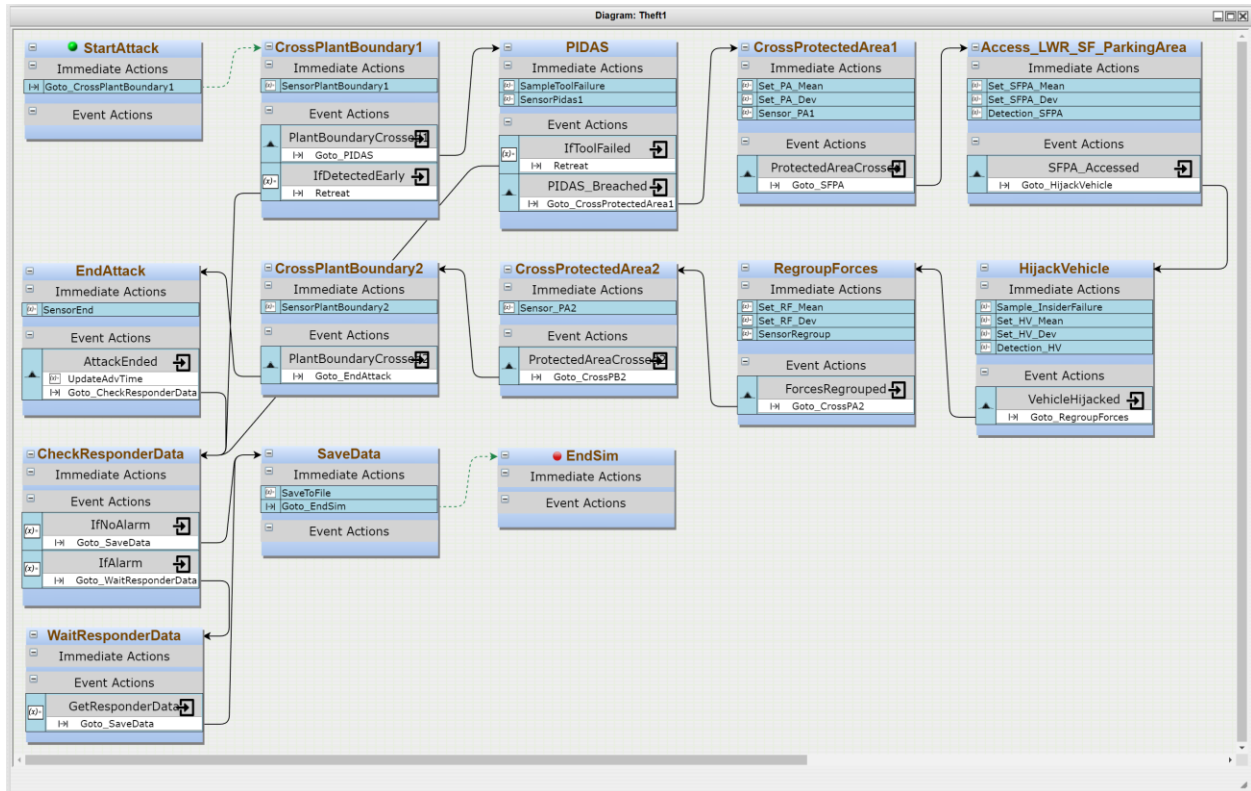 Diagram: Theft1
StartAttack
Immediate Actions
Goto_CrossPlantBoundary1
Event Actions
CrossPlantBoundary1
Immediate Actions
SensorPlantBoundary1
Event Actions
PlantBoundaryCrossed1
Goto_PIDAS
IfDetectedEarly
Retreat
PIDAS
Immediate Actions
SampleToolFailure
SensorPidas1
Event Actions
IfToolFailed
Retreat
PIDAS_Breached
Goto_CrossProtectedArea1
CrossProtectedArea1
Immediate Actions
Set_PA_Mean
Set_PA_Dev
Sensor_PA1
Event Actions
ProtectedAreaCrossed
Goto_SFPA
Access_LWR_SF_ParkingArea
Immediate Actions
Set_SFPA_Mean
Set_SFPA_Dev
Detection_SFPA
Event Actions
SFPA_Accessed
Goto_HijackVehicle
EndAttack
Immediate Actions
SensorEnd
Event Actions
AttackEnded
UpdateAdvTime
Goto_CheckResponderData
CrossPlantBoundary2
Immediate Actions
SensorPlantBoundary2
Event Actions
PlantBoundaryCrossed2
Goto_EndAttack
CrossProtectedArea2
Immediate Actions
Sensor_PA2
Event Actions
ProtectedAreaCrossed2
Goto_CrossPB2
RegroupForces
Immediate Actions
Set_RF_Mean
Set_RF_Dev
SensorRegroup
Event Actions
ForcesRegrouped
Goto_CrossPA2
HijackVehicle
Immediate Actions
Sample_InsiderFailure
Set_HV_Mean
Set_HV_Dev
Detection_HV
Event Actions
VehicleHijacked
Goto_RegroupForces
CheckResponderData
Immediate Actions
Event Actions
IfNoAlarm
Goto_SaveData
IfAlarm
Goto_WaitResponderData
SaveData
Immediate Actions
SaveToFile
Goto_EndSim
Event Actions
EndSim
Immediate Actions
Event Actions
WaitResponderData
Immediate Actions
Event Actions
GetResponderData
Goto_SaveData